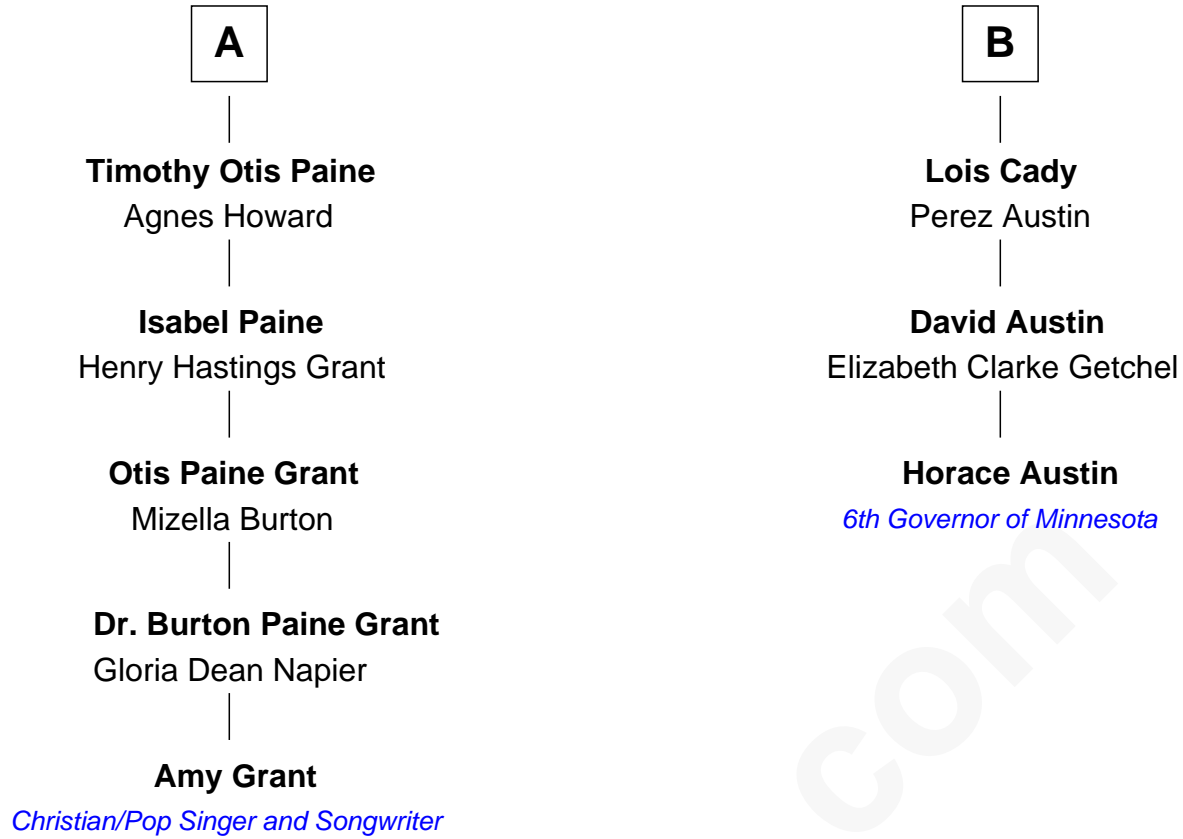 A
Timothy Otis Paine
Agnes Howard
Isabel Paine
Henry Hastings Grant
Otis Paine Grant
Mizella Burton
Dr. Burton Paine Grant
Gloria Dean Napier
Amy Grant
Christian/Pop Singer and Songwriter
B
Lois Cady
Perez Austin
David Austin
Elizabeth Clarke Getchel
Horace Austin
6th Governor of Minnesota
com